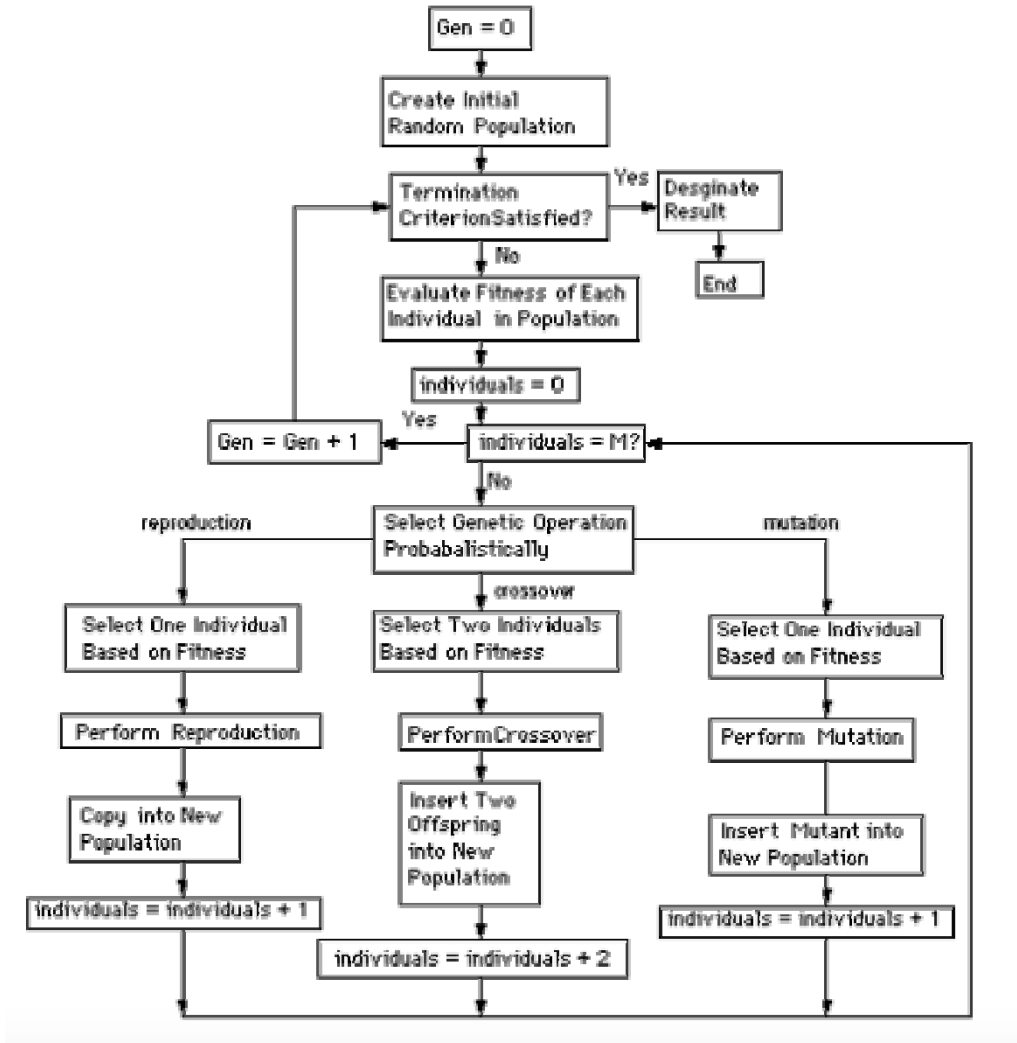 Gen = 0
Create Initial
Random Population
Termination
CriterionSatisfied?
Yes
Desginate
Result
End
No
Evaluate Fitness of Each
Individual in Population
individuals = 0
Yes
Gen = Gen + 1
individuals = M?
No
Select Genetic Operation
Probabalistically
reproduction
crossover
mutation
Select One Individual
Based on Fitness
Perform Reproduction
Copy into New
Population
individuals = individuals + 1
Select Two Individuals
Based on Fitness
PerformCrossover
Insert Two
Offspring
into New
Population
individuals = individuals + 2
Select One Individual
Based on Fitness
Perform Mutation
Insert Mutant into
New Population
individuals = individuals + 1